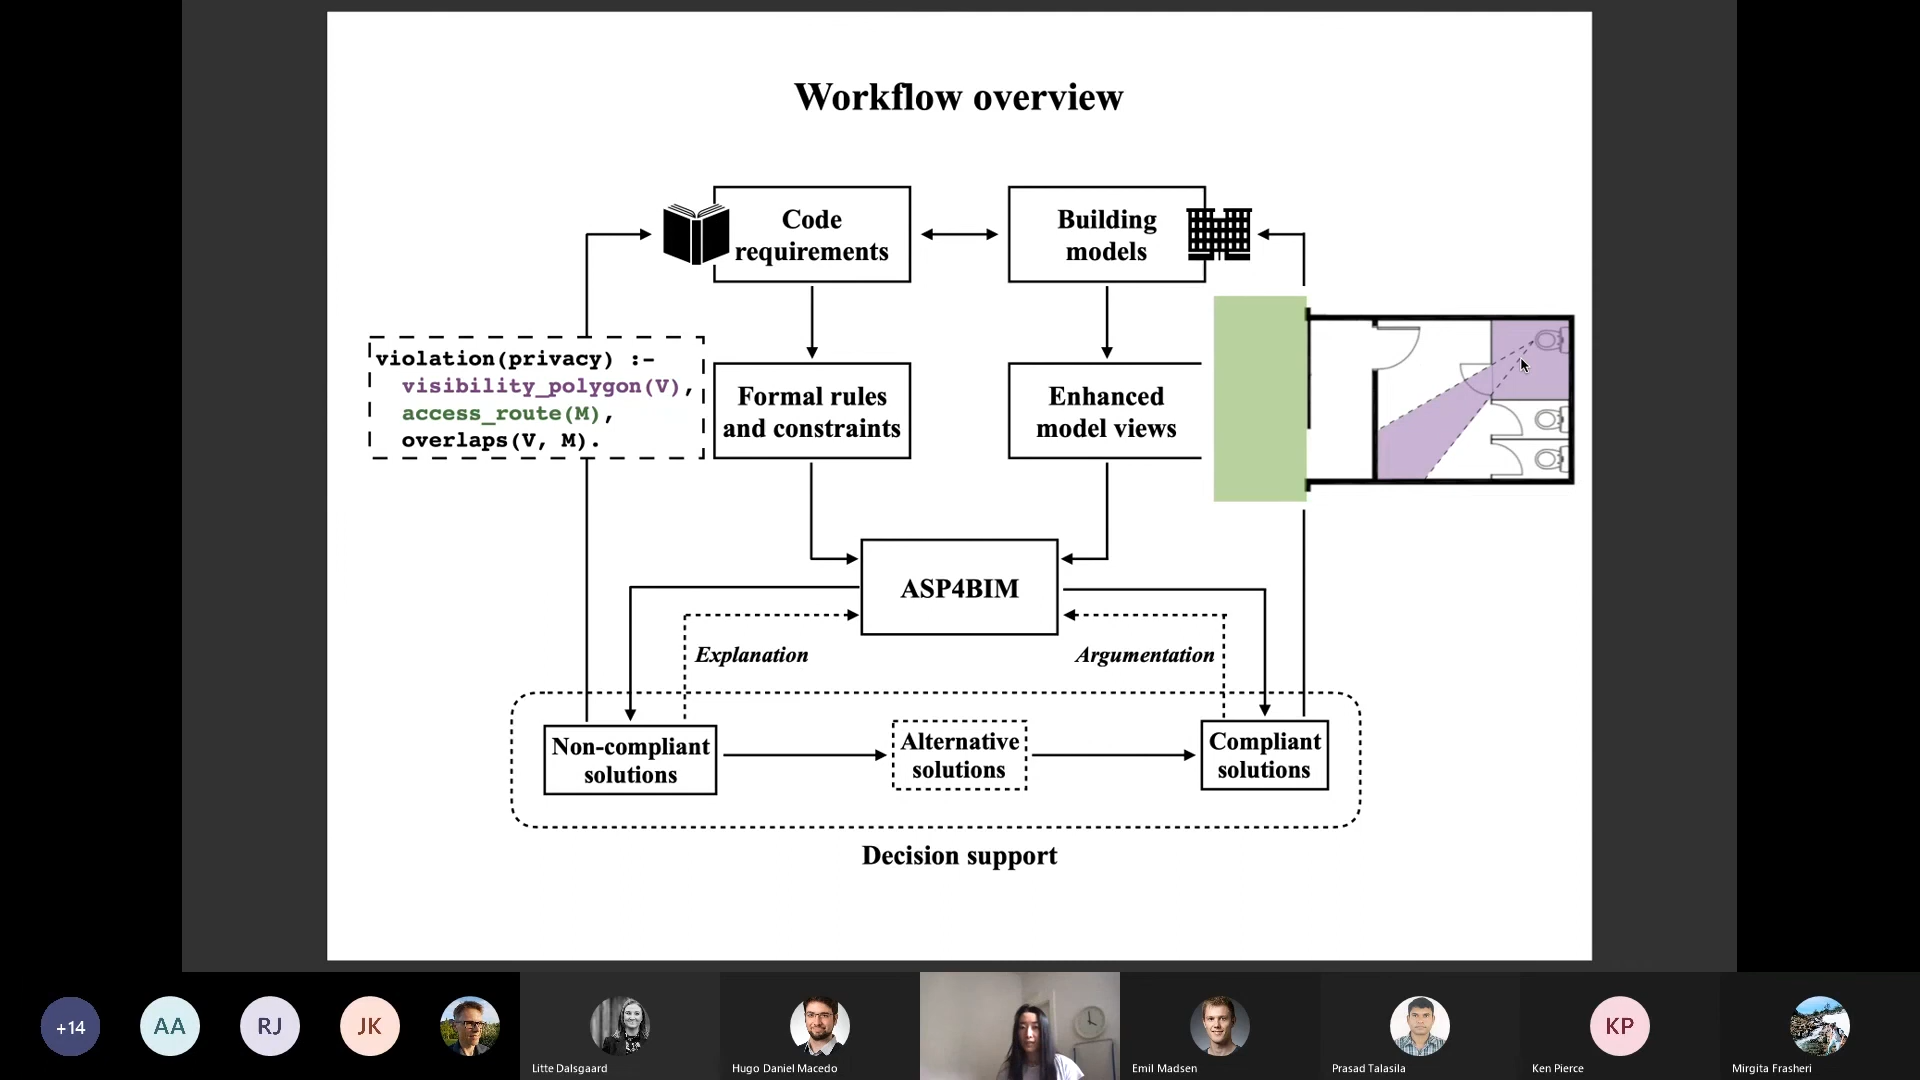 Workflow overview
Code
requirements
Building
models
violation(privacy) :-
visibility_polygon(V),
access_route(M),
overlaps(V, M).
Formal rules
and constraints
Enhanced
model views
ASP4BIM
Explanation
Argumentation
Non-compliant
solutions
Alternative
solutions
Compliant
solutions
Decision support
+14
AA
RJ
JK
Litte Dalsgaard
Hugo Daniel Macedo
Emil Madsen
Prasad Talasila
KP
Ken Pierce
Mirgita Frasheri